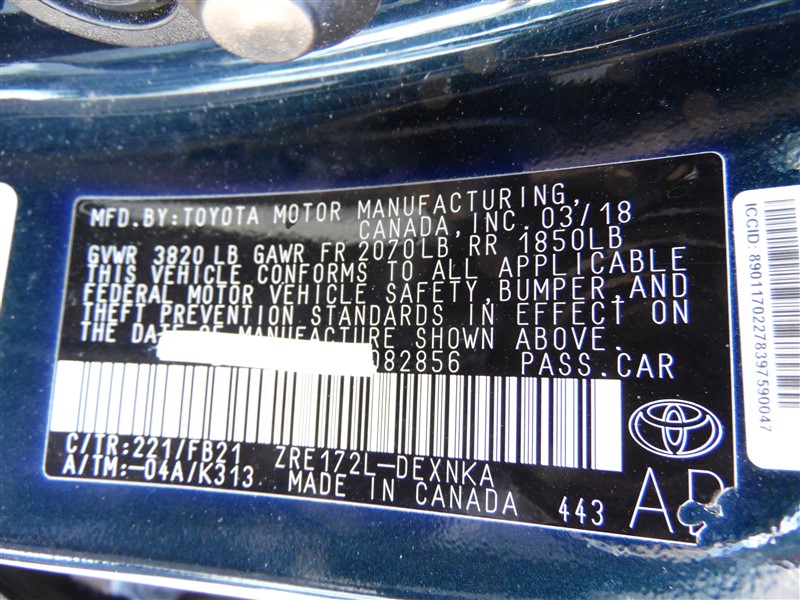 MFD.BY:TOYOTA MOTOR MANUFACTURING,
CANADA,INC. 03/18
GVWR 3820 LB GAWR FR 2070LB RR 1850LB
THIS VEHICLE CONFORMS TO ALL APPLICABLE
FEDERAL MOTOR VEHICLE SAFETY,BUMPER,AND
THEFT PREVENTION STANDARDS IN EFFECT ON
THE DATE OF MANUFACTURE SHOWN ABOVE.
082856 PASS.CAR
C/TR:221/FB21 ZRE172L-DEXNKA
A/TM:-04A/K313 MADE IN CANADA 443
ICCID: 89011702278397590047